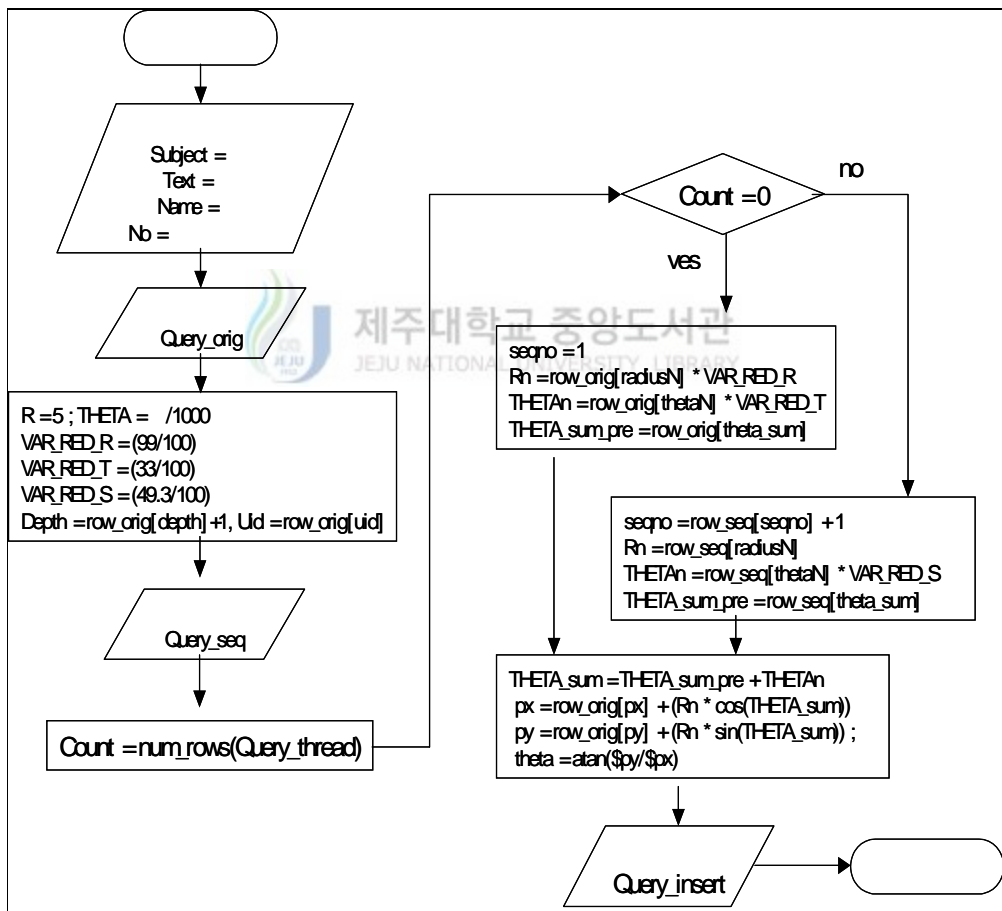 Subject =
Text =
Name =
No =
Query_orig
R = 5 ; THETA = /1000
VAR_RED_R = (99/100)
VAR_RED_T = (33/100)
VAR_RED_S = (49.3/100)
Depth = row_orig[depth] +1, Uid = row_orig[uid]
Query_seq
Count = num_rows(Query_thread)
Count = 0
no
yes
seqno = 1
Rn = row_orig[radiusN] * VAR_RED_R
THETAn = row_orig[thetaN] * VAR_RED_T
THETA_sum_pre = row_orig[theta_sum]
seqno = row_seq[seqno] + 1
Rn = row_seq[radiusN]
THETAn = row_seq[thetaN] * VAR_RED_S
THETA_sum_pre = row_seq[theta_sum]
THETA_sum = THETA_sum_pre + THETAn
px = row_orig[px] + (Rn * cos(THETA_sum))
py = row_orig[py] + (Rn * sin(THETA_sum)) ;
theta = atan($py/$px)
Query_insert
제주대학교 중앙도서관
JEJU NATIONAL UNIVERSITY LIBRARY
JEJU